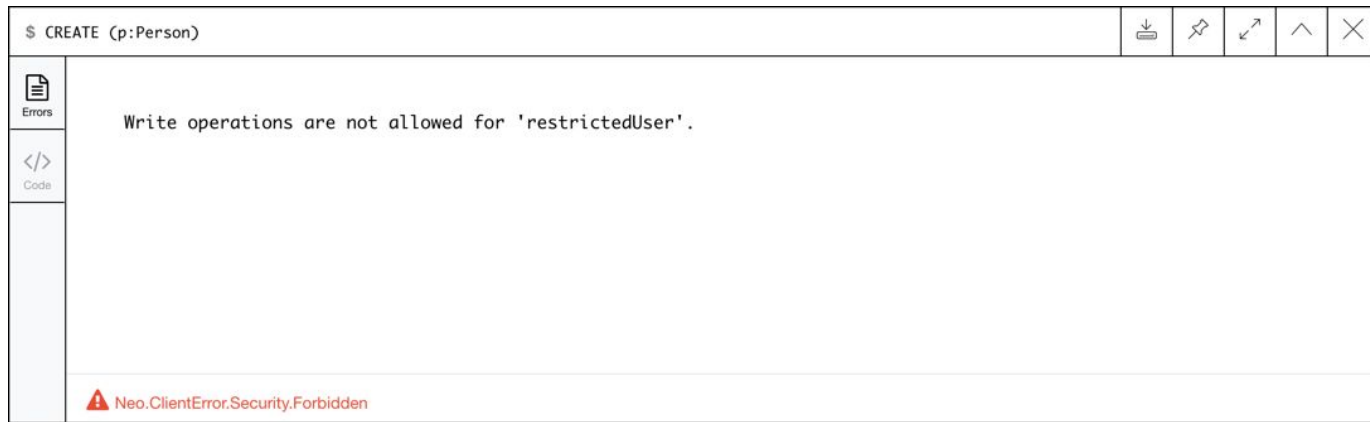 $ CREATE (p:Person)
Errors
Write operations are not allowed for 'restrictedUser'.
</>
Code
Neo.ClientError.Security.Forbidden